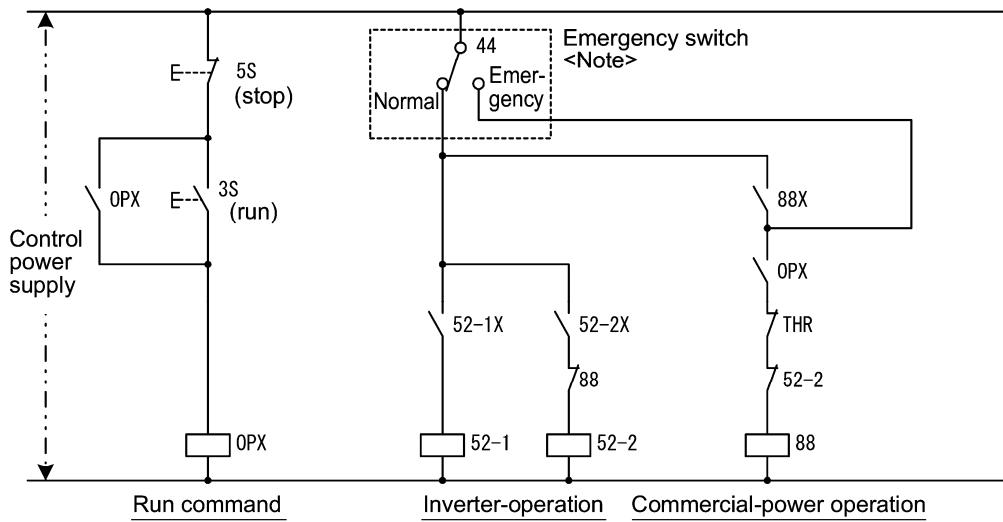 44
Emergency switch
<Note>
5S
(stop)
Normal
Emer-
gency
OPX
3S
(run)
88X
Control
power
supply
OPX
52-1X
52-2X
THR
88
52-2
OPX
52-1
52-2
88
Run command
Inverter-operation
Commercial-power operation